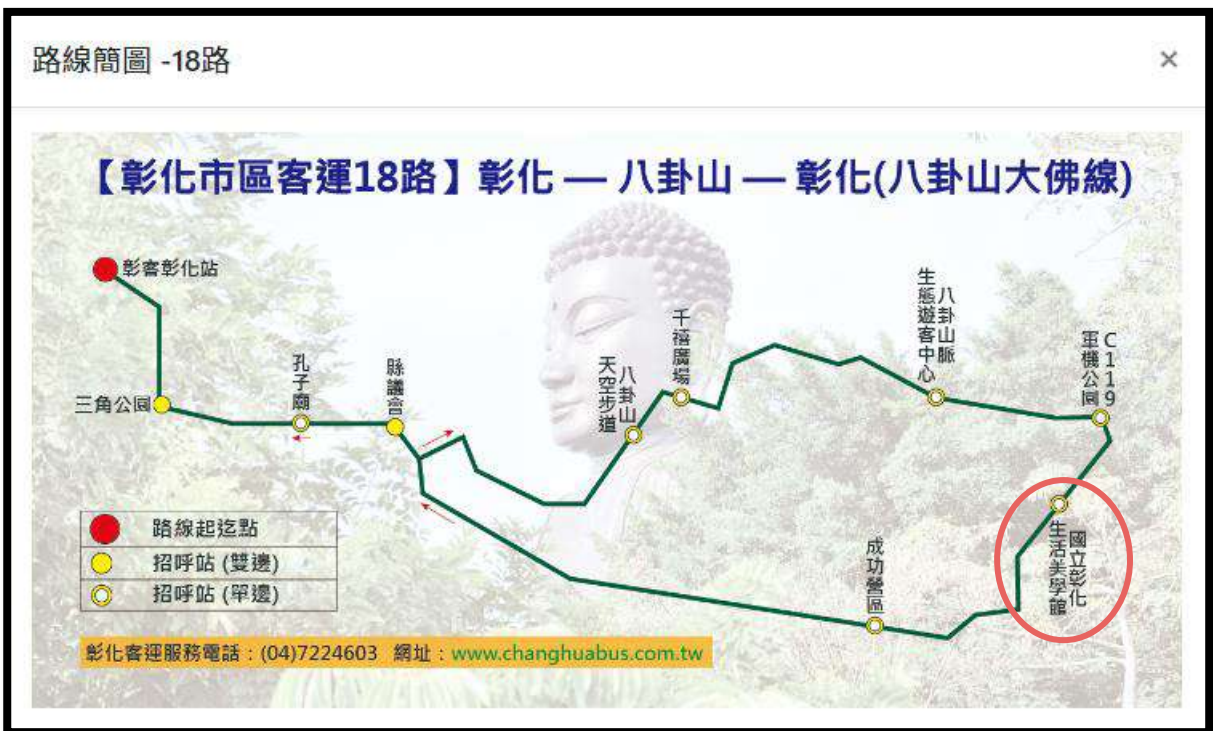 路線簡圖 -18路
×
【彰化市區客運18路】彰化 — 八卦山 — 彰化(八卦山大佛線)
彰客彰化站
三角公園
孔子廟
縣議會
八卦山
天空步道
千禧廣場
八卦山脈
生態遊客中心
C119
軍機公園
國立彰化
生活美學館
成功營區
路線起迄點
招呼站 (雙邊)
招呼站 (單邊)
彰化客運服務電話：(04)7224603 網址：www.changhuabus.com.tw